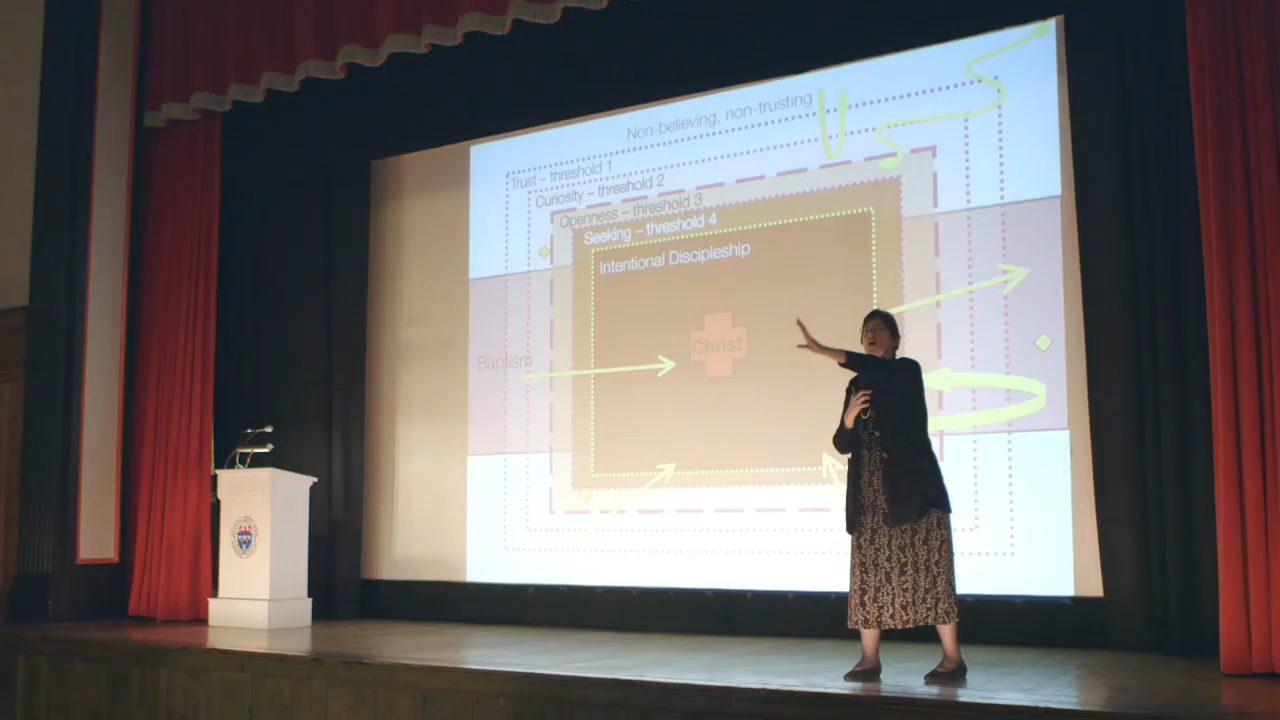 Non-believing, non-trusting
Trust – threshold 1
Curiosity – threshold 2
Openness – threshold 3
Seeking – threshold 4
Intentional Discipleship
Christ
Baptism